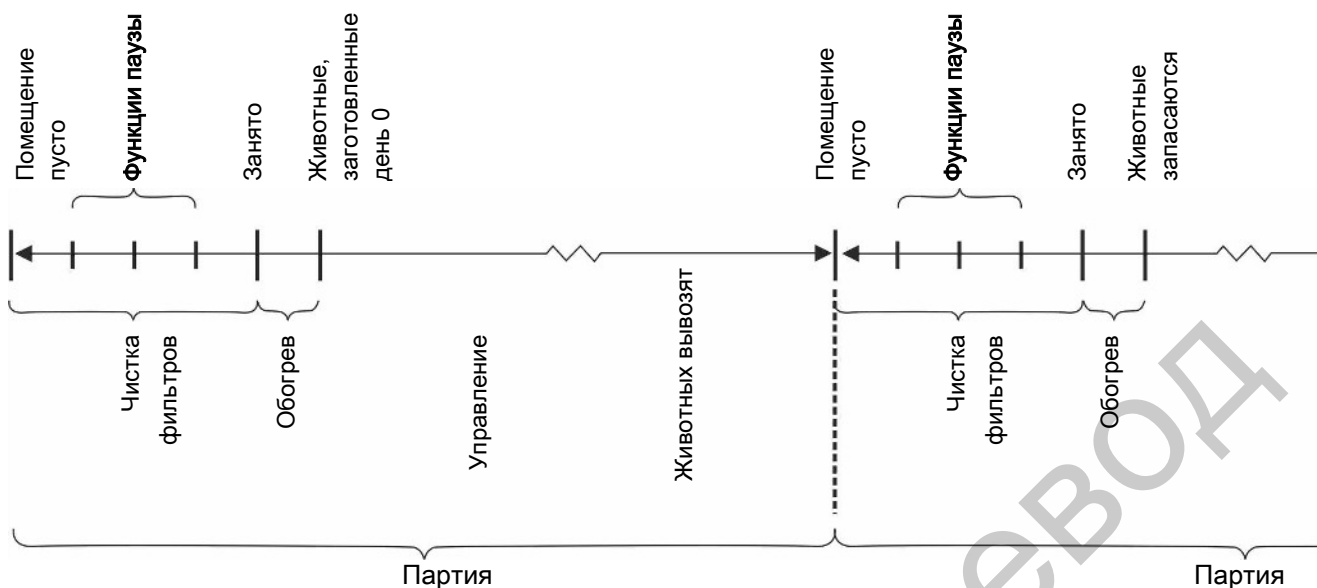 Помещение
пусто
Функции паузы
Занято
Животные,
заготовленные
день 0
Помещение
пусто
Функции паузы
Занято
Животные
запасаются
Чистка
фильтров
Обогрев
Управление
Животных вывозят
Чистка
фильтров
Обогрев
Партия
Партия
евод